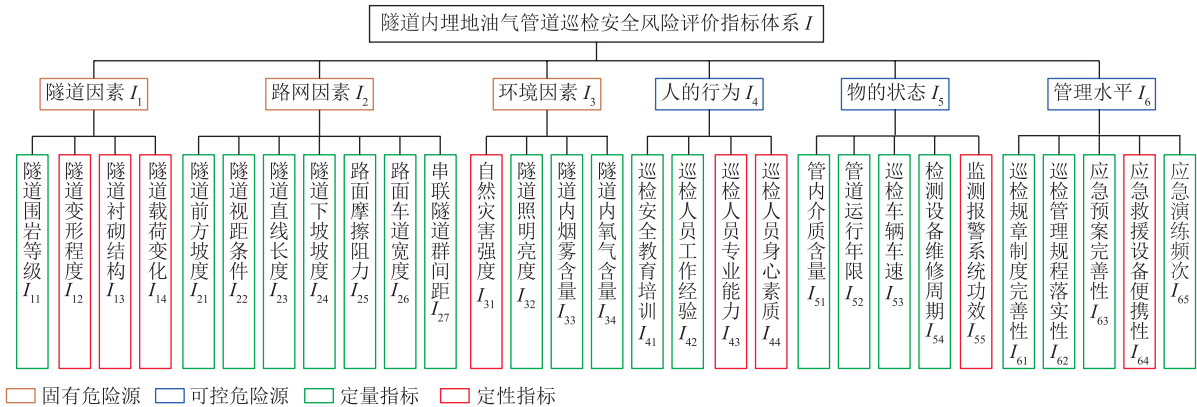 隧道内埋地油气管道巡检安全风险评价指标体系 I
隧道因素 I1
路网因素 I2
环境因素 I3
人的行为 I4
物的状态 I5
管理水平 I6
隧道围岩等级 I11
隧道变形程度 I12
隧道衬砌结构 I13
隧道载荷变化 I14
隧道前方坡度 I21
隧道视距条件 I22
隧道直线长度 I23
隧道下坡坡度 I24
路面摩擦阻力 I25
路面车道宽度 I26
串联隧道群间距 I27
自然灾害强度 I31
隧道照明亮度 I32
隧道内烟雾含量 I33
隧道内氧气含量 I34
巡检安全教育培训 I41
巡检人员工作经验 I42
巡检人员专业能力 I43
巡检人员身心素质 I44
管内介质含量 I51
管道运行年限 I52
巡检车辆车速 I53
检测设备维修周期 I54
监测报警系统功效 I55
巡检规章制度完善性 I61
巡检管理规程落实性 I62
应急预案完善性 I63
应急救援设备便携性 I64
应急演练频次 I65
固有危险源
可控危险源
定量指标
定性指标